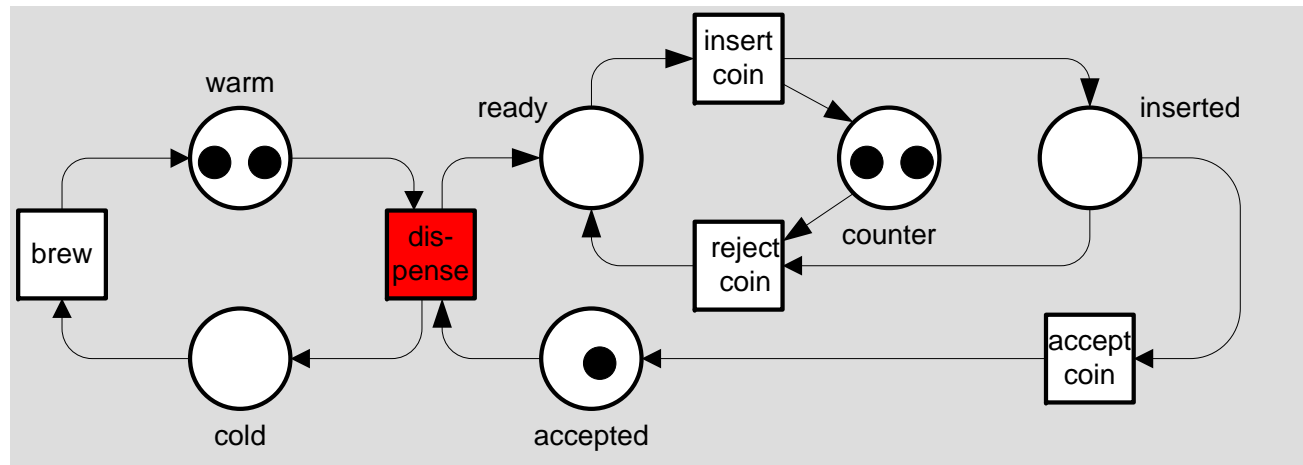 insert
coin
warm
ready
inserted
brew
dis-
pense
counter
reject
coin
accept
coin
cold
accepted